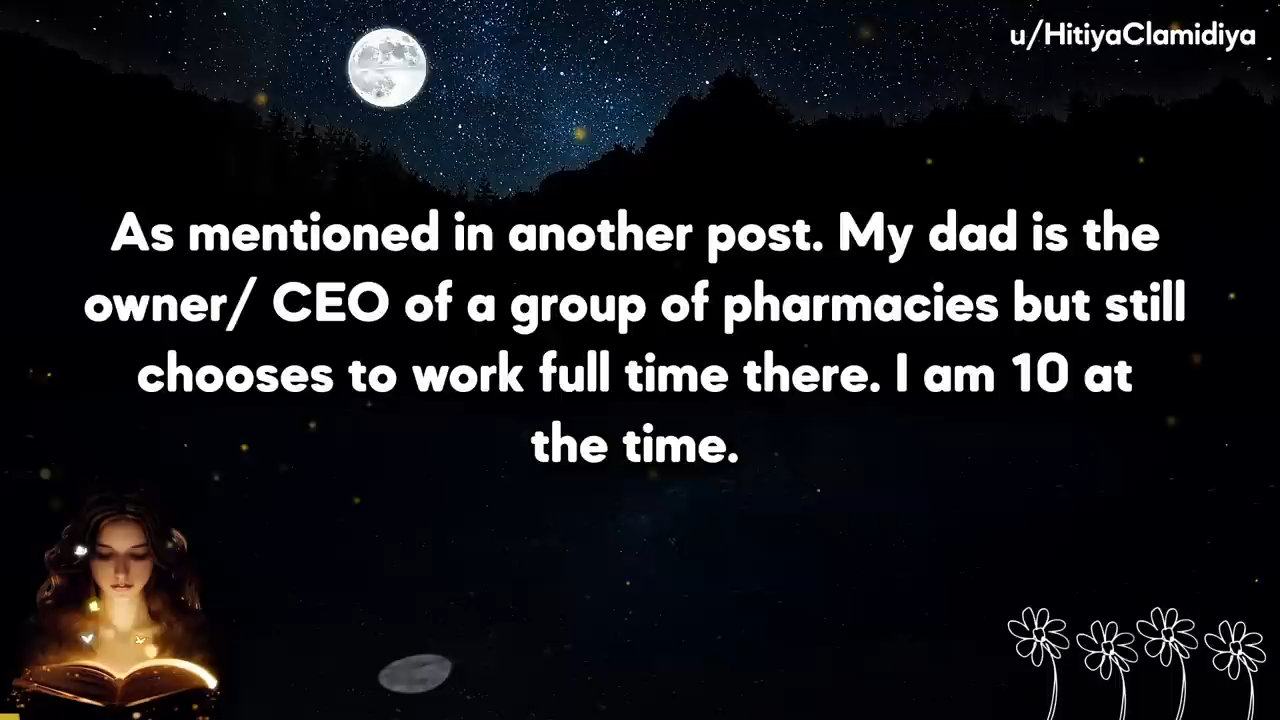 u/HitiyaClamidiya
As mentioned in another post. My dad is the
owner/ CEO of a group of pharmacies but still
chooses to work full time there. I am 10 at
the time.